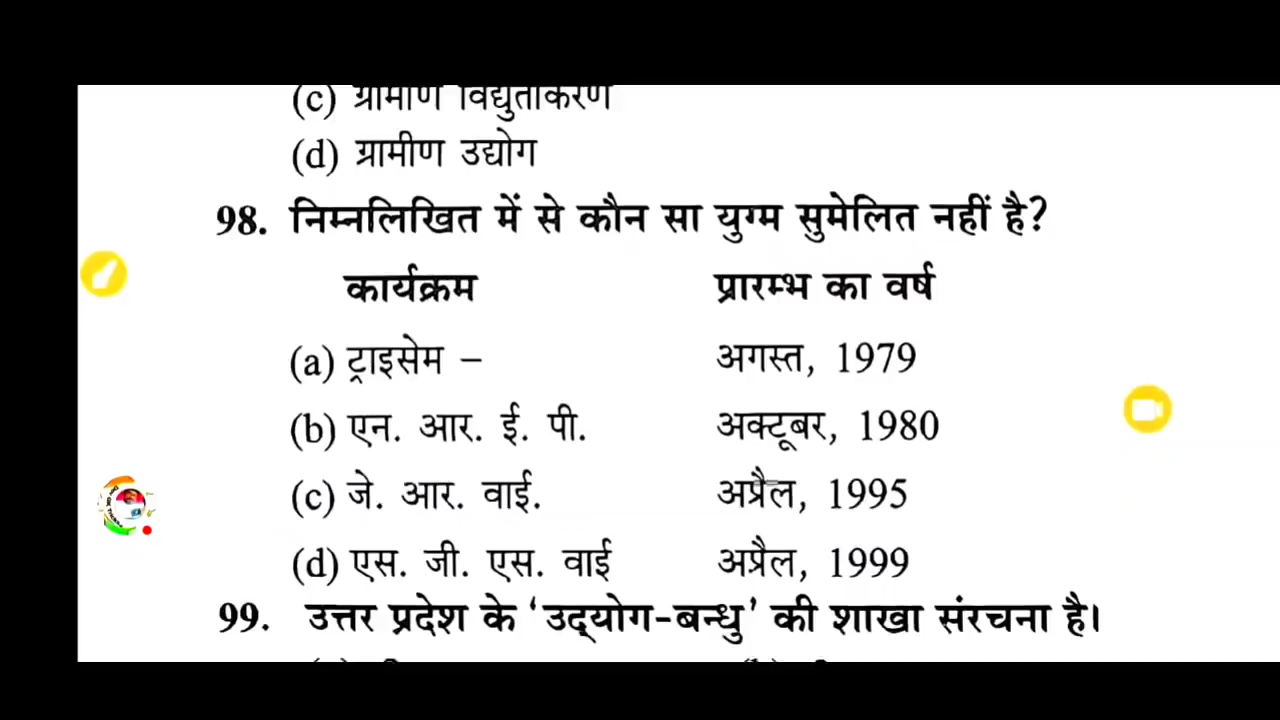 (c) ग्रामीण विद्युतीकरण
(d) ग्रामीण उद्योग
98. निम्नलिखित में से कौन सा युग्म सुमेलित नहीं है?
कार्यक्रम प्रारम्भ का वर्ष
(a) ट्राइसेम – अगस्त, 1979
(b) एन. आर. ई. पी. अक्टूबर, 1980
(c) जे. आर. वाई. अप्रैल, 1995
(d) एस. जी. एस. वाई अप्रैल, 1999
99. उत्तर प्रदेश के ‘उद्योग-बन्धु’ की शाखा संरचना है।